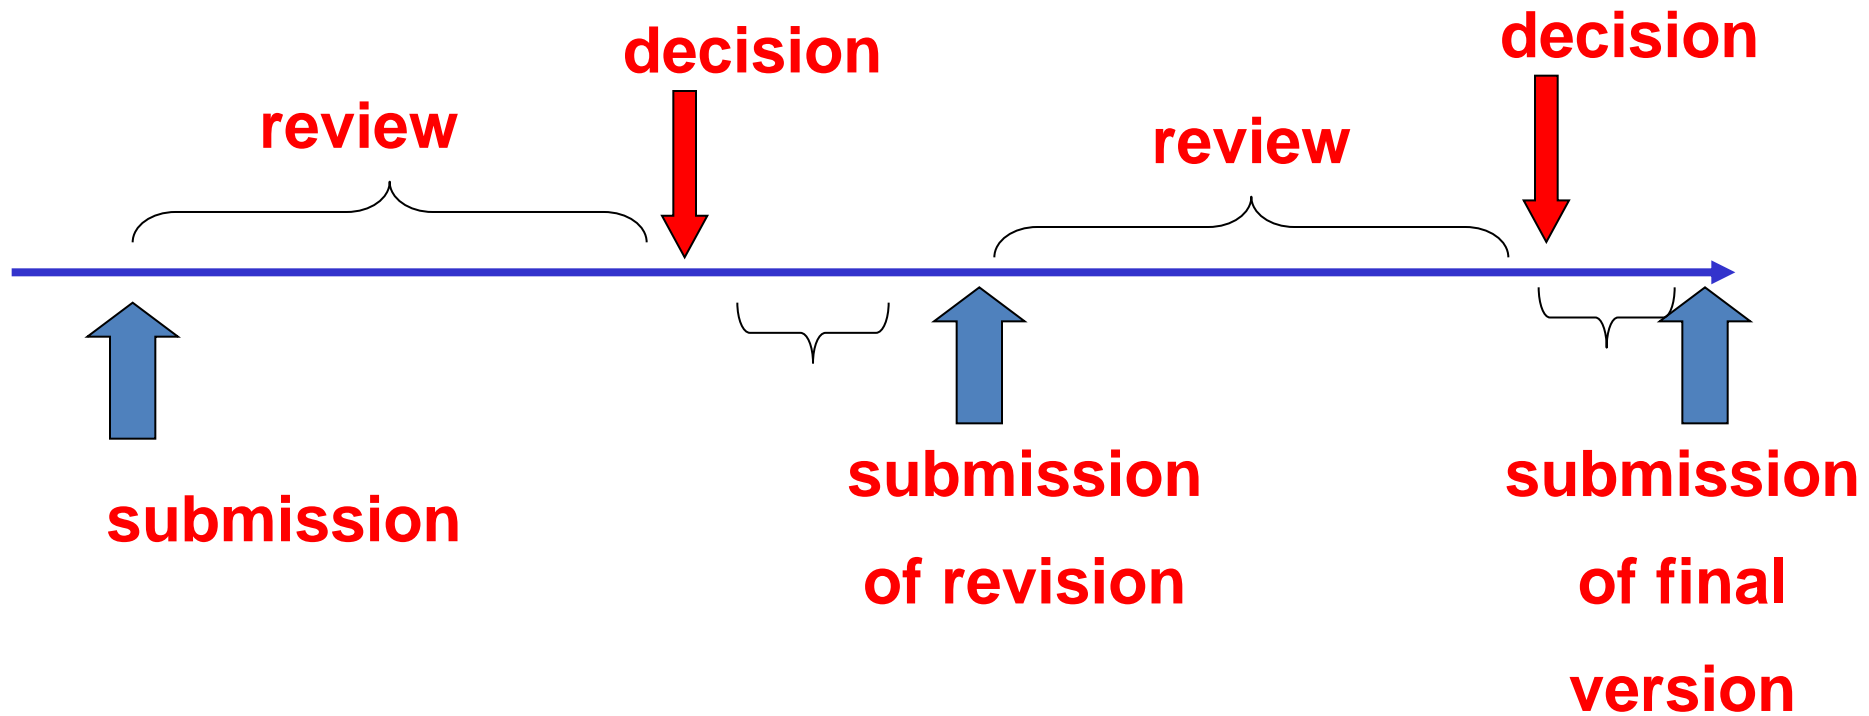 decision
decision
review
review
submission
submission
of revision
submission
of final
version